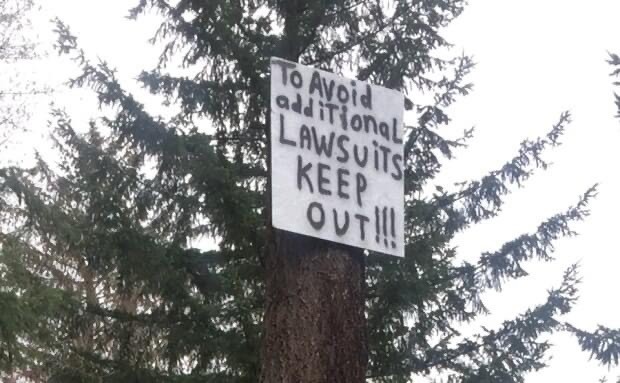 To Avoid
addiTional
LAWSuiTS
KEEP
OUT!!!